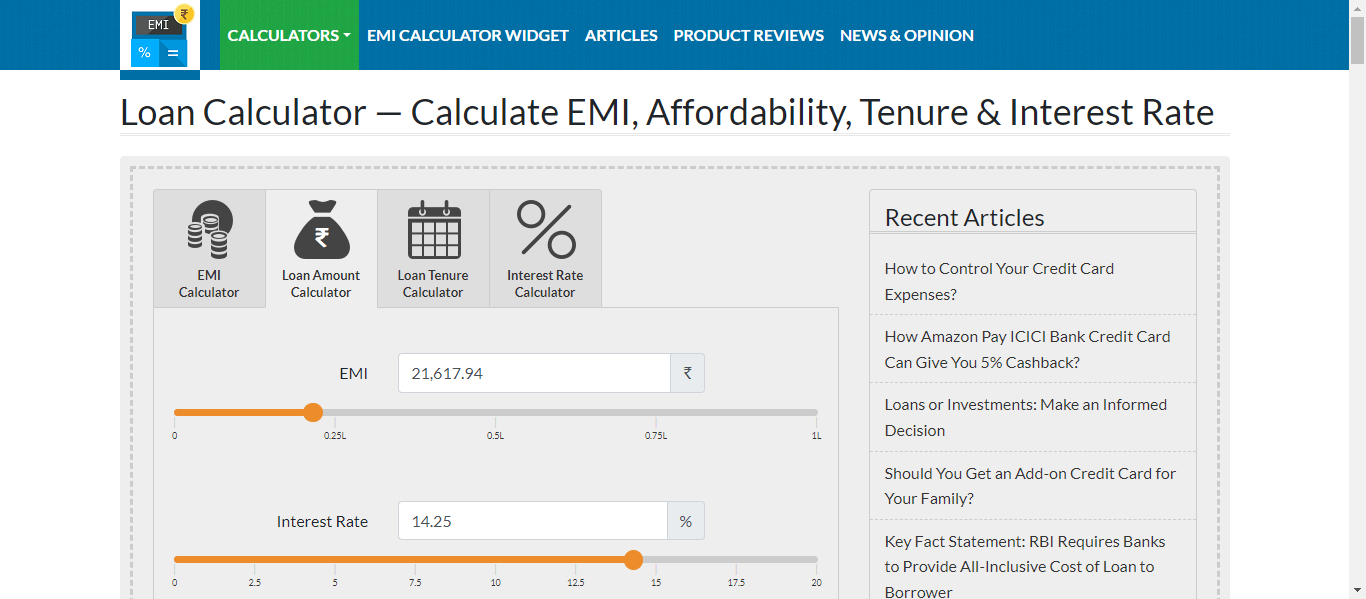 EMI
₹
%
=
CALCULATORS
EMI CALCULATOR WIDGET
ARTICLES
PRODUCT REVIEWS
NEWS & OPINION
Loan Calculator — Calculate EMI, Affordability, Tenure & Interest Rate
EMI
Calculator
₹
Loan Amount
Calculator
Loan Tenure
Calculator
Interest Rate
Calculator
EMI
21,617.94
₹
0
0.25L
0.5L
0.75L
1L
Interest Rate
14.25
%
0
2.5
5
7.5
10
12.5
15
17.5
20
Recent Articles
How to Control Your Credit Card
Expenses?
How Amazon Pay ICICI Bank Credit Card
Can Give You 5% Cashback?
Loans or Investments: Make an Informed
Decision
Should You Get an Add-on Credit Card for
Your Family?
Key Fact Statement: RBI Requires Banks
to Provide All-Inclusive Cost of Loan to
Borrower